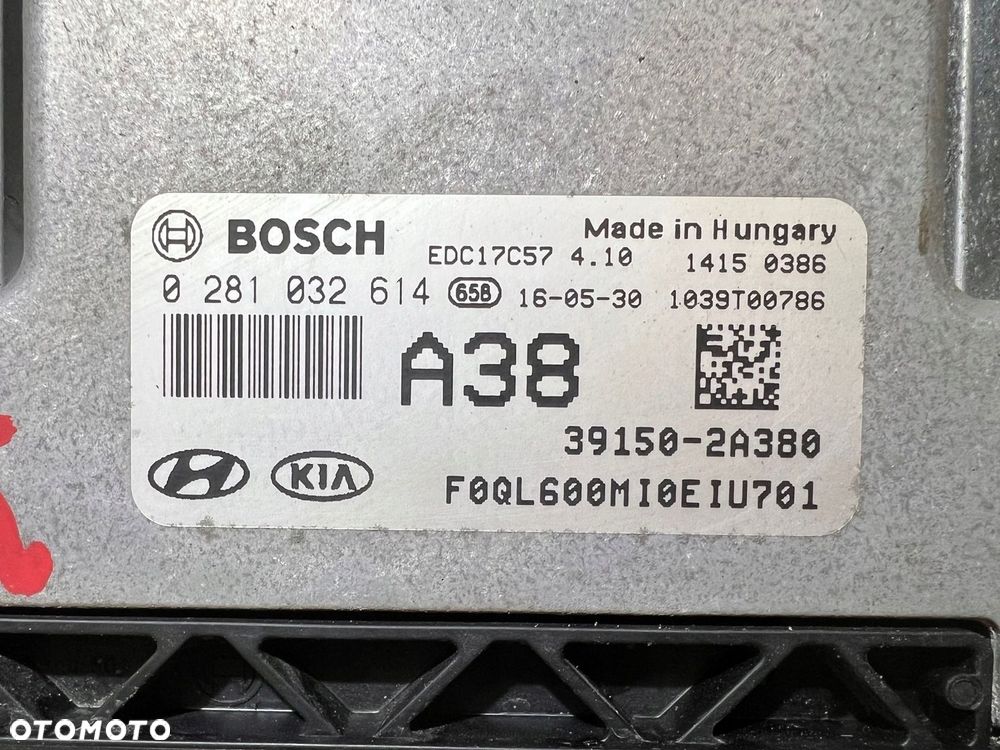 BOSCH
Made in Hungary
EDC17C57 4.10 1415 0386
0 281 032 614 65B 16-05-30 1039T00786
A38
39150-2A380
KIA
F0QL600MI0EIU701
OTOMOTO